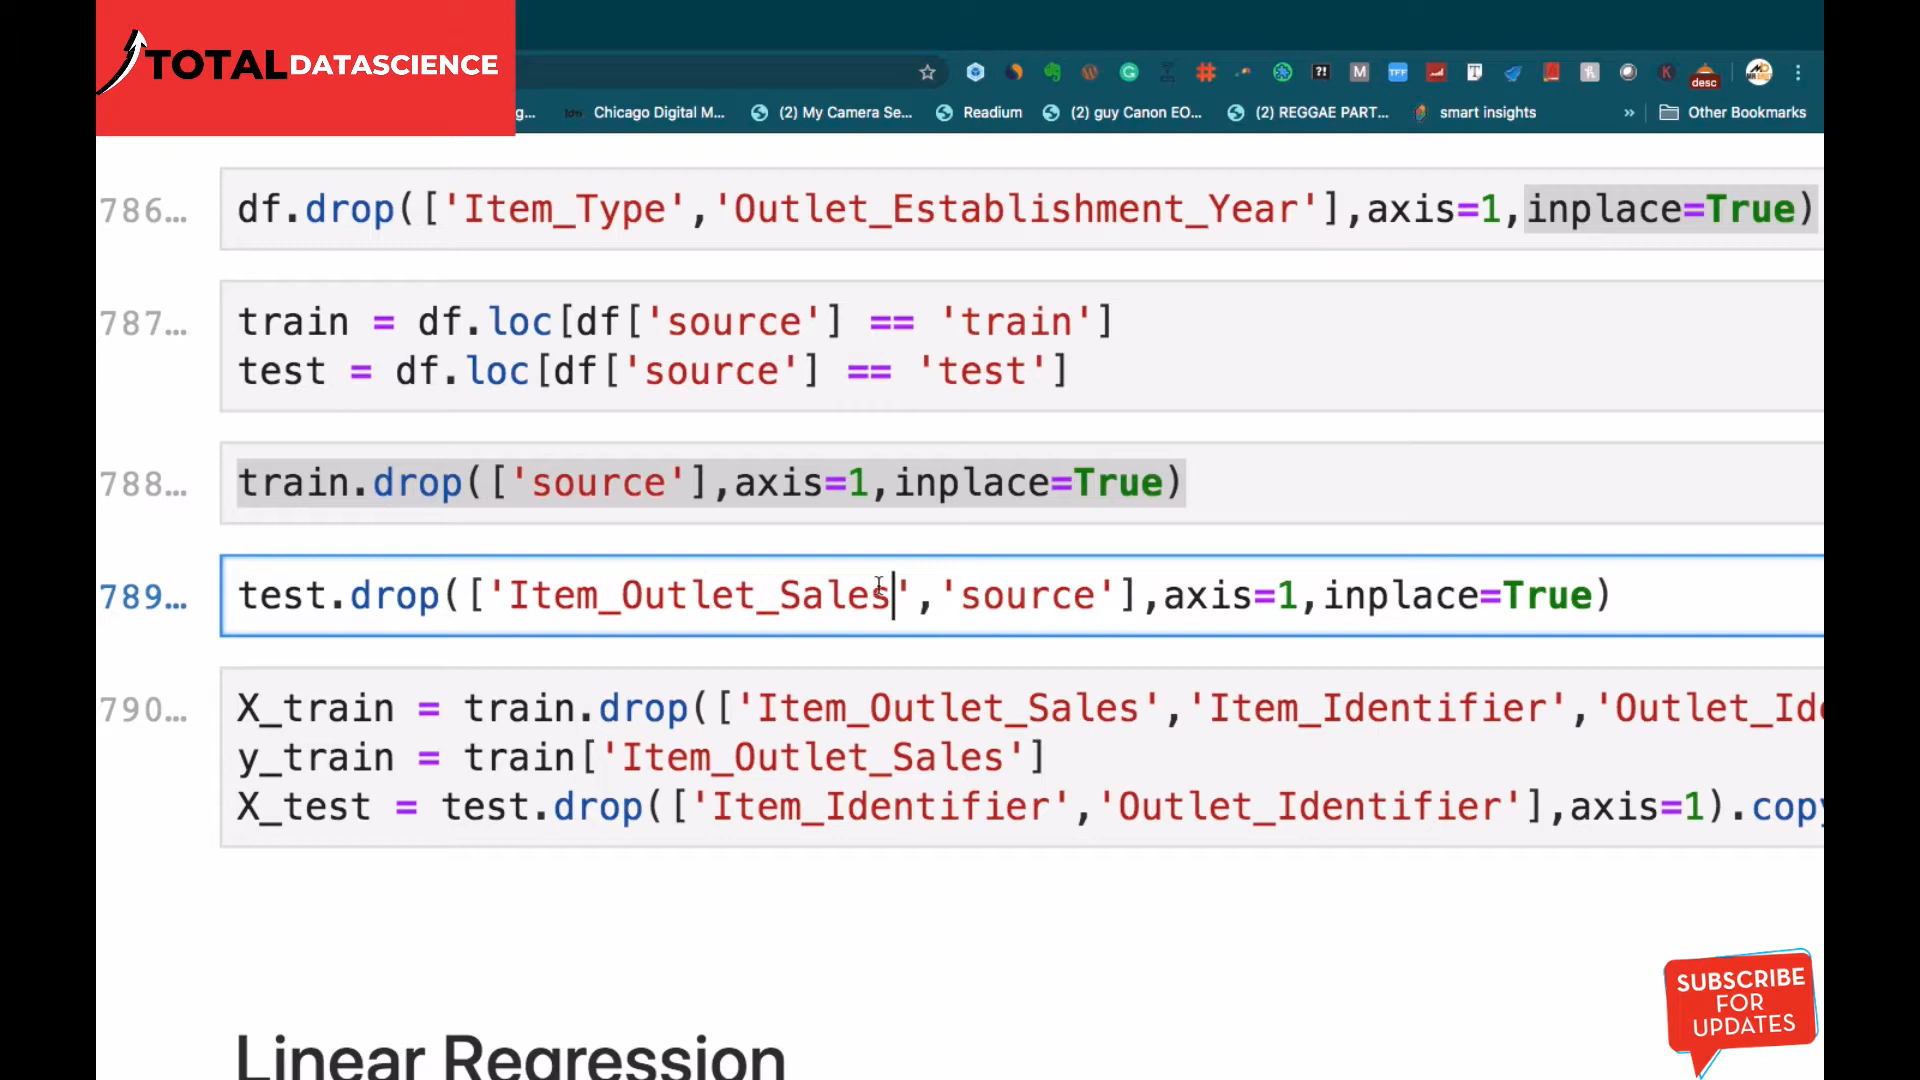 TOTAL DATASCIENCE
desc
g... Chicago Digital M... (2) My Camera Se... Readium (2) guy Canon EO... (2) REGGAE PART... smart insights » Other Bookmarks
786... df.drop(['Item_Type','Outlet_Establishment_Year'],axis=1,inplace=True)
787... train = df.loc[df['source'] == 'train']
test = df.loc[df['source'] == 'test']
788... train.drop(['source'],axis=1,inplace=True)
789... test.drop(['Item_Outlet_Sales','source'],axis=1,inplace=True)
790... X_train = train.drop(['Item_Outlet_Sales','Item_Identifier','Outlet_Ide
y_train = train['Item_Outlet_Sales']
X_test = test.drop(['Item_Identifier','Outlet_Identifier'],axis=1).copy
Linear Regression
SUBSCRIBE
FOR
UPDATES